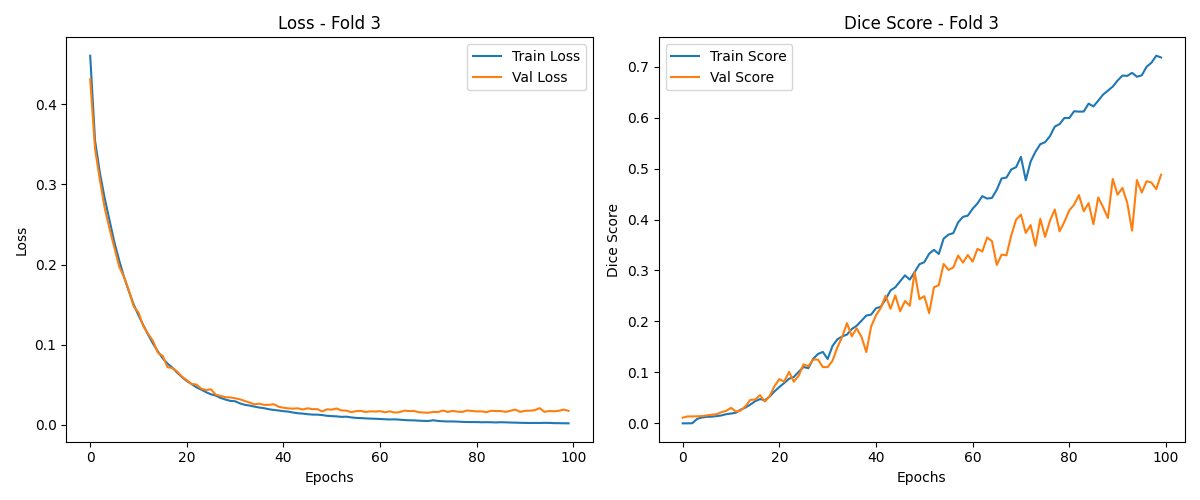 Loss - Fold 3
Train Loss
Val Loss
0.4
0.3
0.2
0.1
0.0
Loss
0 20 40 60 80 100
Epochs
Dice Score - Fold 3
Train Score
Val Score
0.7
0.6
0.5
0.4
0.3
0.2
0.1
0.0
Dice Score
0 20 40 60 80 100
Epochs